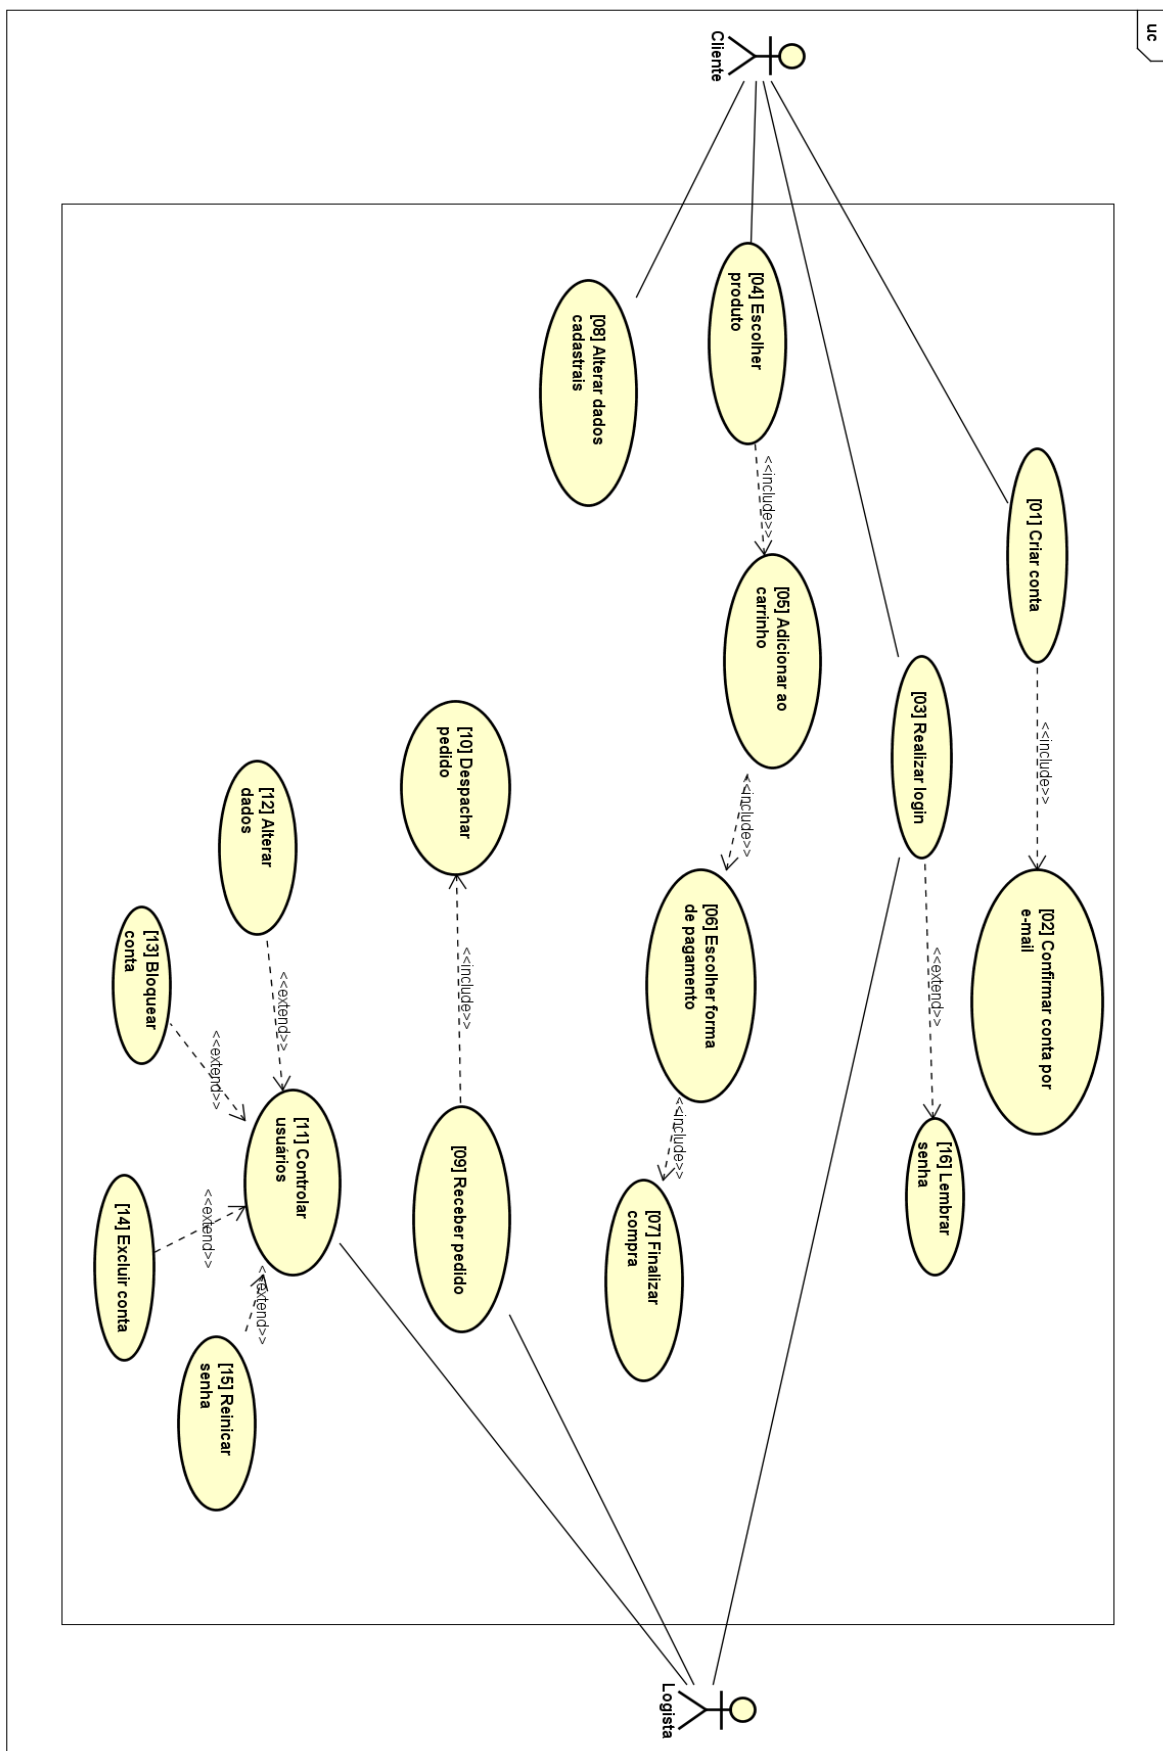 uc
Cliente
[01] Criar conta
<<include>>
[02] Confirmar conta por
e-mail
[03] Realizar login
<<extend>>
[16] Lembrar
senha
[04] Escolher
produto
<<include>>
[05] Adicionar ao
carrinho
<<include>>
[06] Escolher forma
de pagamento
<<include>>
[07] Finalizar
compra
[08] Alterar dados
cadastrais
[10] Despachar
pedido
<<include>>
[09] Receber pedido
[12] Alterar
dados
<<extend>>
[11] Controlar
usuários
[13] Bloquear
conta
<<extend>>
[14] Excluir conta
<<extend>>
[15] Reinicar
senha
<<extend>>
Logista